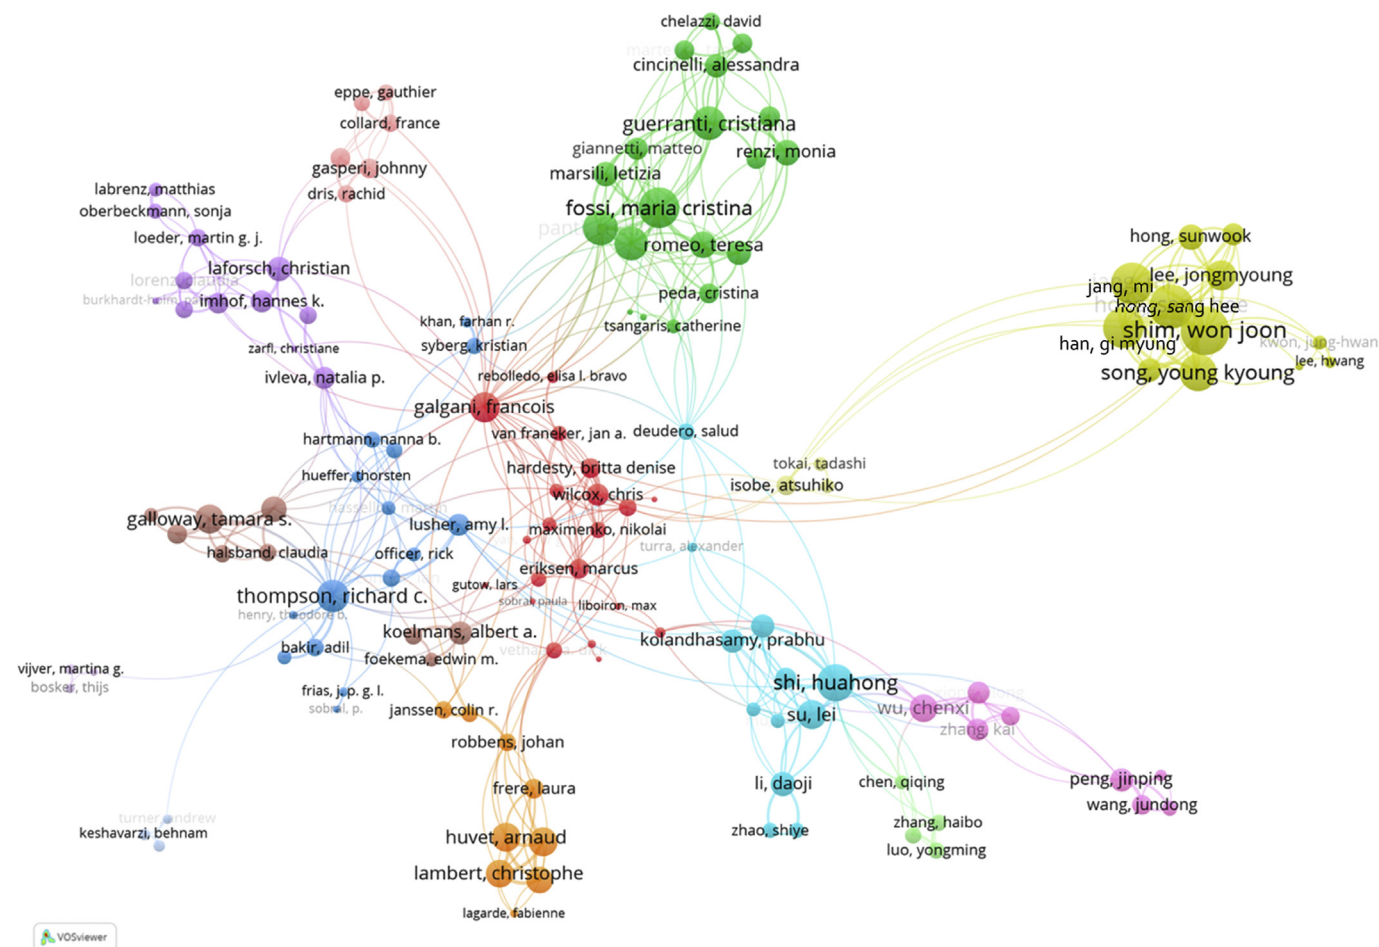 chelazzi, david
cincinelli, alessandra
eppe, gauthier
collard, france
guerranti, cristiana
giannetti, matteo
renzi, monia
gasperi, johnny
marsili, letizia
labrenz, matthias
dris, rachid
oberbeckmann, sonja
fossi, maria cristina
loeder, martin g. j.
hong, sunwook
romeo, teresa
laforsch, christian
lee, jongmyoung
lorenz, claudia
jang, mi
peda, cristina
imhof, hannes k.
hong, sang hee
khan, farhan r.
tsangaris, catherine
shim, won joon
syberg, kristian
han, gi myung
kwon, jung-hwan
zarfl, christiane
lee, hwang
ivleva, natalia p.
rebolledo, elisa l. bravo
song, young kyoung
galgani, francois
van franeker, jan a.
deudero, salud
hartmann, nanna b.
tokai, tadashi
hardesty, britta denise
hueffer, thorsten
isobe, atsuhiko
wilcox, chris
galloway, tamara s.
lusher, amy l.
maximenko, nikolai
turra, alexander
halsband, claudia
officer, rick
eriksen, marcus
gutow, lars
thompson, richard c.
sobral, paula
liboiron, max
henry, theodore b.
koelmans, albert a.
kolandhasamy, prabhu
bakir, adil
foekema, edwin m.
vijver, martina g.
bosker, thijs
shi, huahong
frias, j. p. g. l.
sobral, p.
janssen, colin r.
su, lei
wu, chenxi
zhang, kai
robbens, johan
peng, jinping
li, daoji
chen, qiqing
frere, laura
wang, jundong
turner, andrew
keshavarzi, behnam
zhang, haibo
zhao, shiye
huvet, arnaud
luo, yongming
lambert, christophe
lagarde, fabienne
VOSviewer